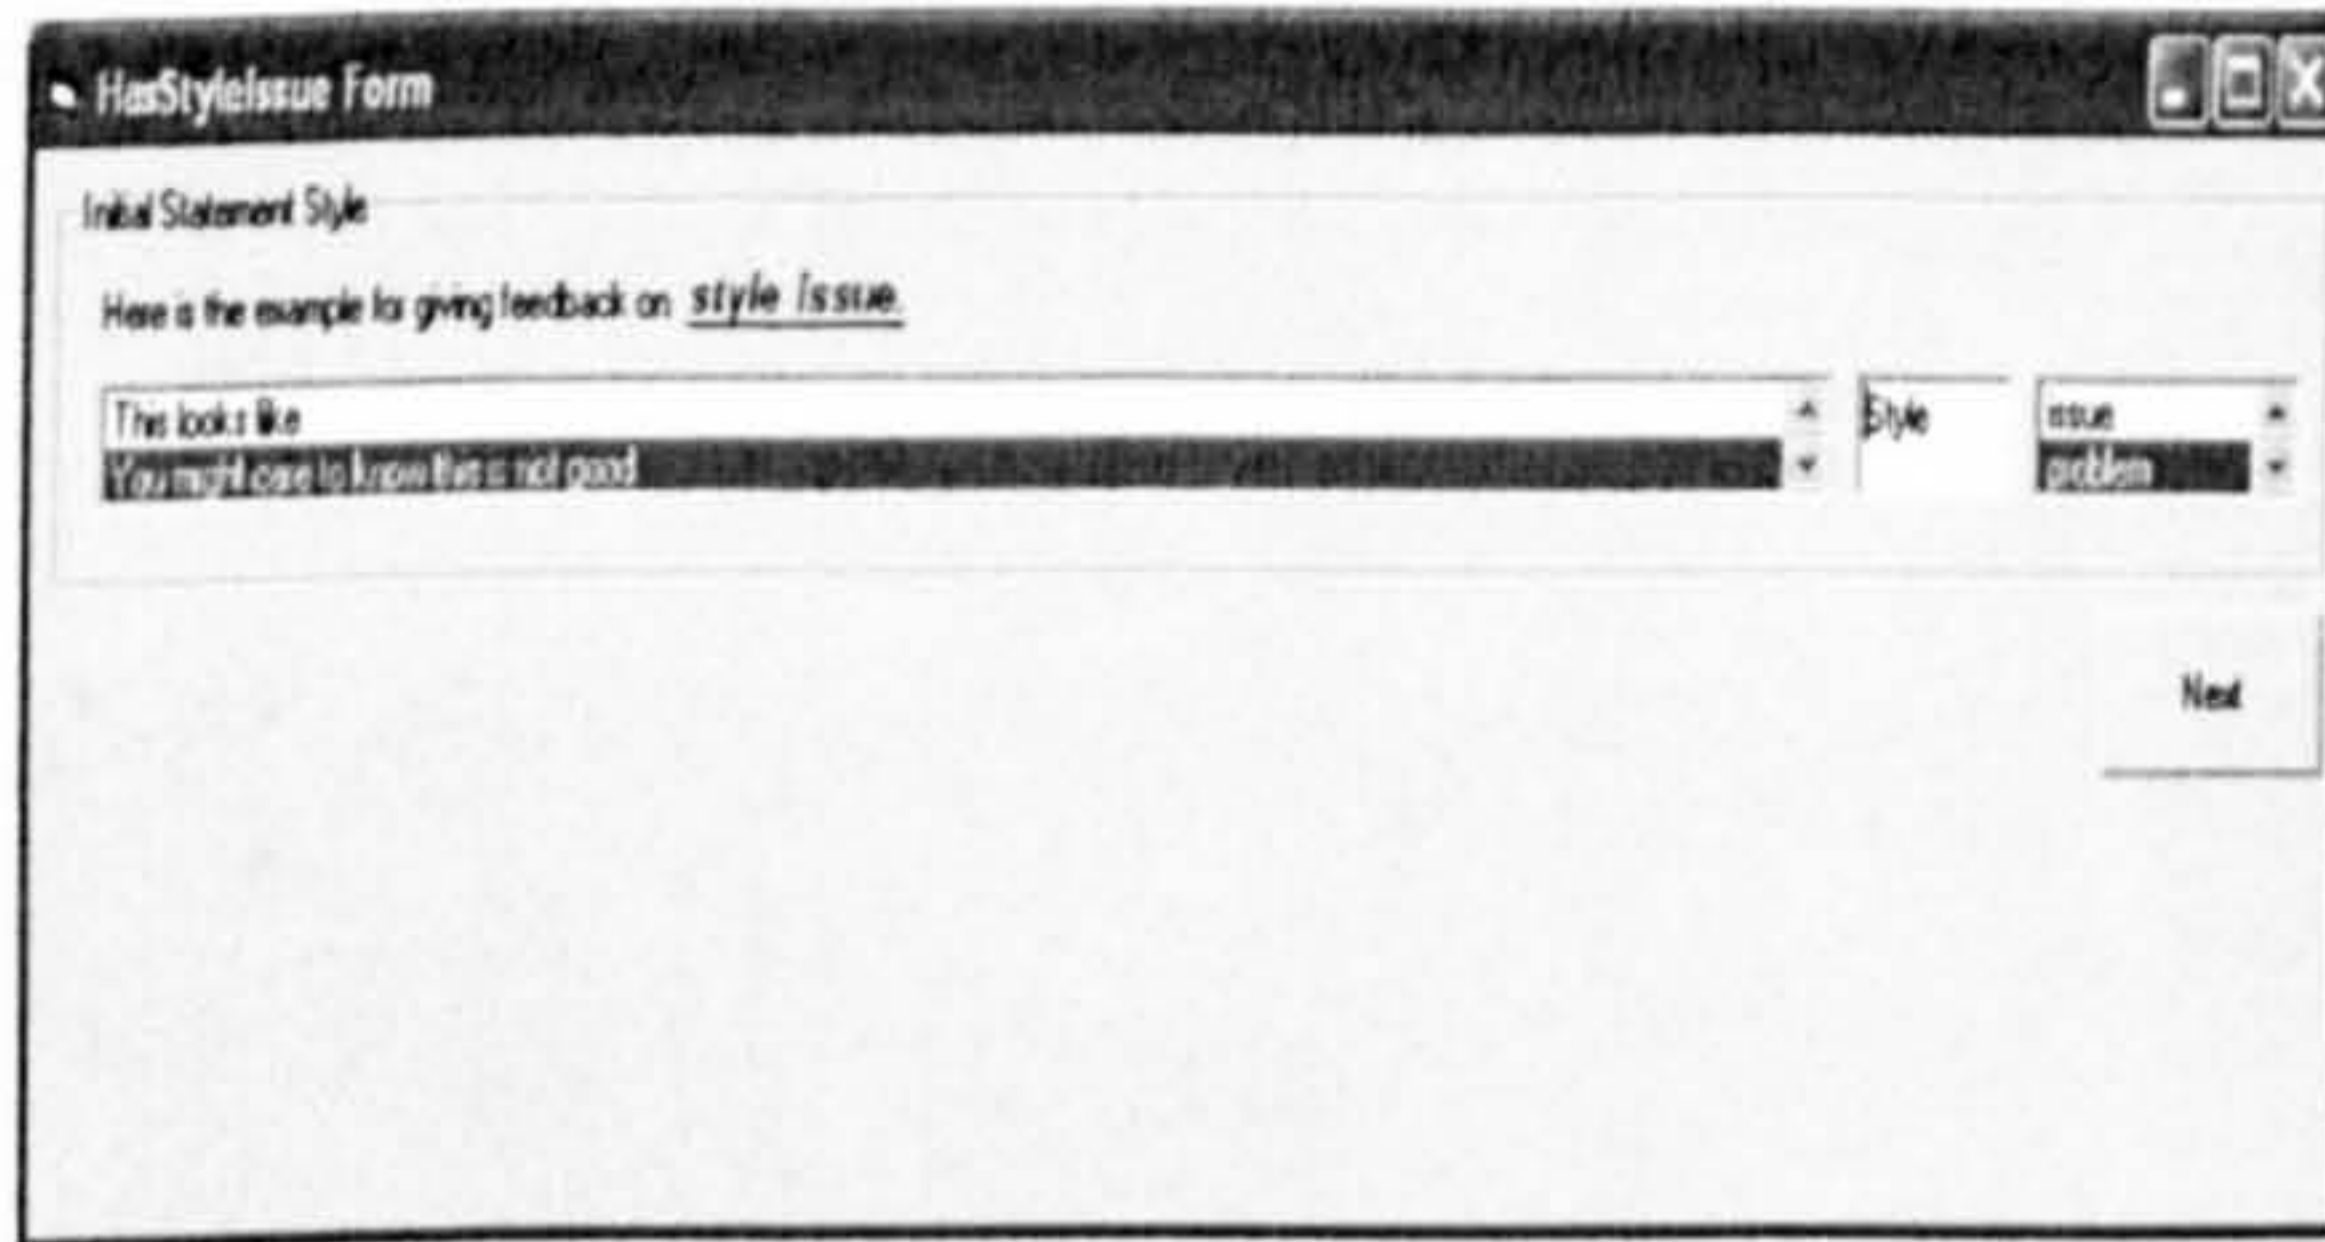 HasStyleIssue Form
Initial Statement Style
Here is the example for giving feedback on style issue.
This looks like
You might care to know this is not good
Style
issue
problem
Next